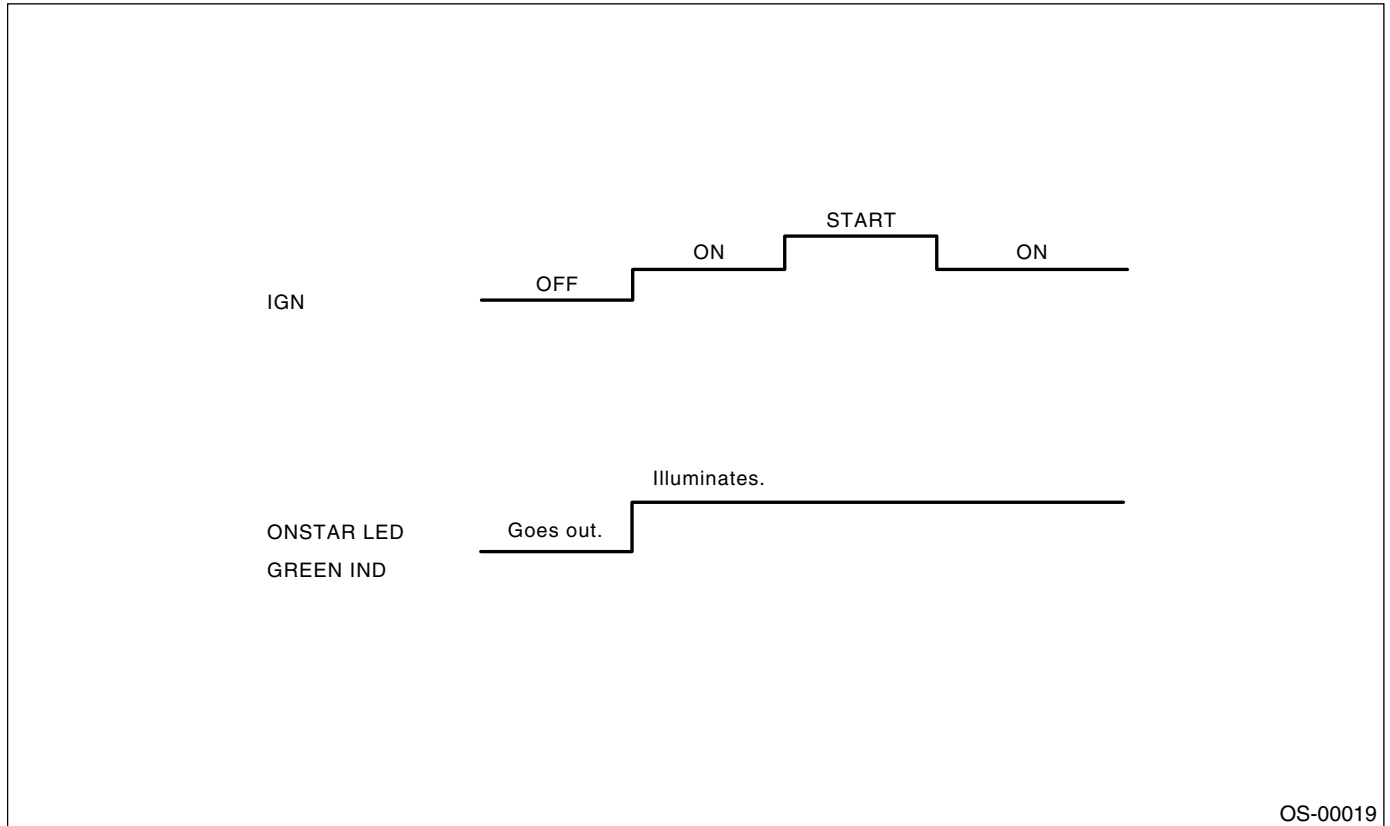 START
ON
ON
OFF
IGN
Illuminates.
ONSTAR LED
Goes out.
GREEN IND
OS-00019